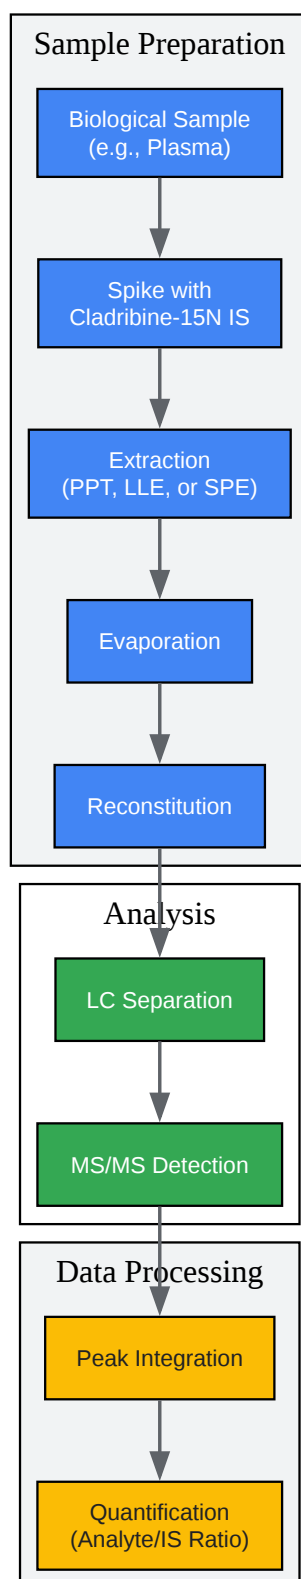 Sample Preparation
Biological Sample
(e.g., Plasma)
Spike with
Cladribine-15N IS
Extraction
(PPT, LLE, or SPE)
Evaporation
Reconstitution
Analysis
LC Separation
MS/MS Detection
Data Processing
Peak Integration
Quantification
(Analyte/IS Ratio)